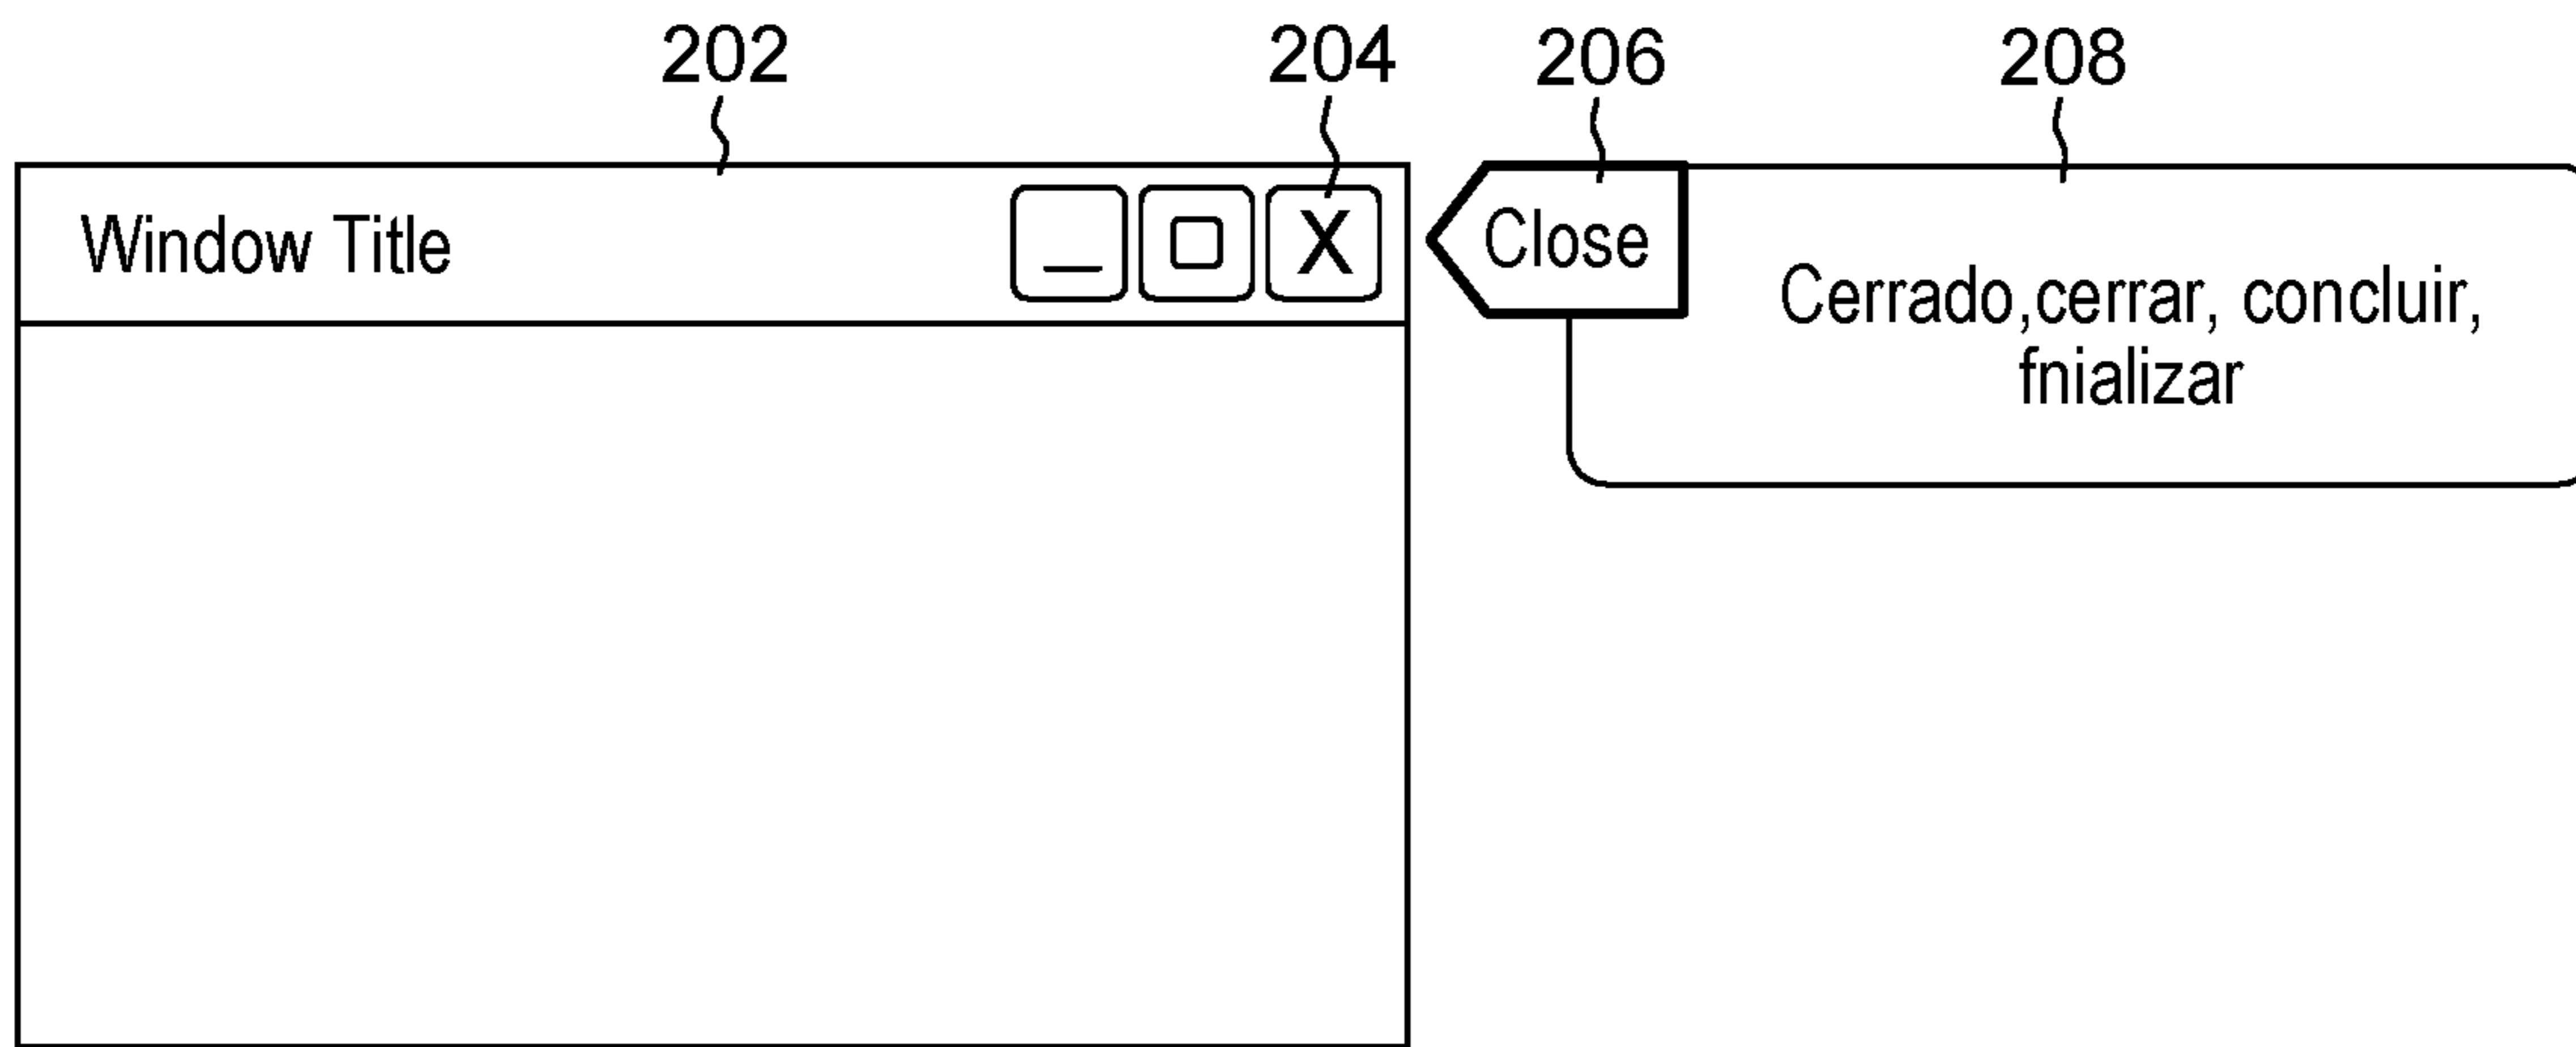 202 204 206 208
Window Title _ X Close
Cerrado,cerrar, concluir,
fnializar